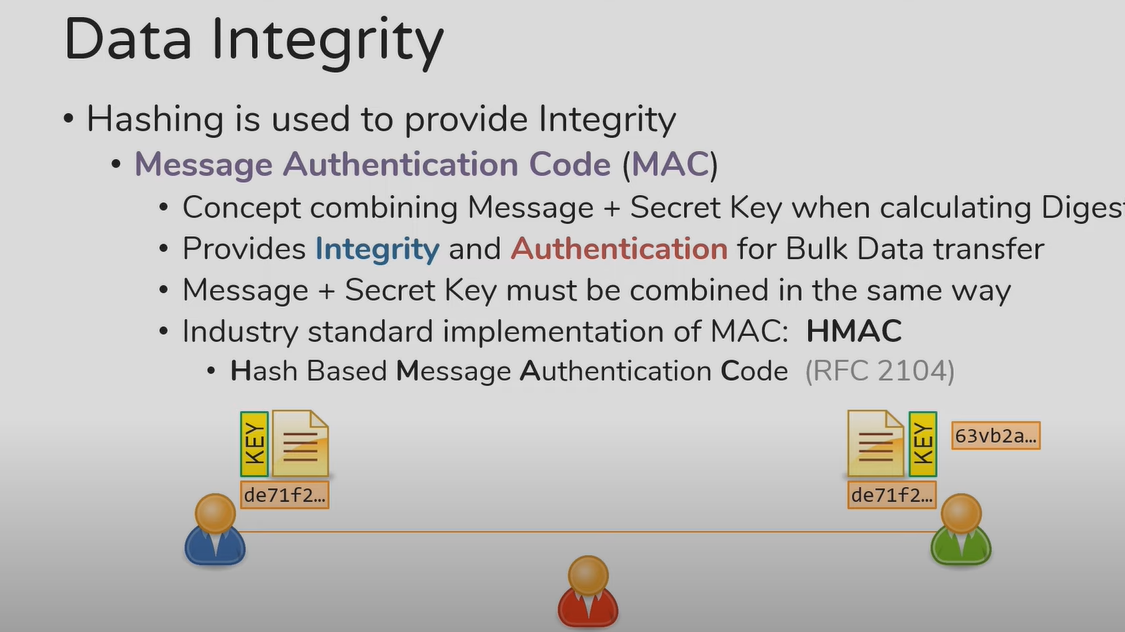 Data Integrity
• Hashing is used to provide Integrity
• Message Authentication Code (MAC)
• Concept combining Message + Secret Key when calculating Diges
• Provides Integrity and Authentication for Bulk Data transfer
• Message + Secret Key must be combined in the same way
• Industry standard implementation of MAC: HMAC
• Hash Based Message Authentication Code (RFC 2104)
KEY
KEY
63vb2a…
de71f2…
de71f2…